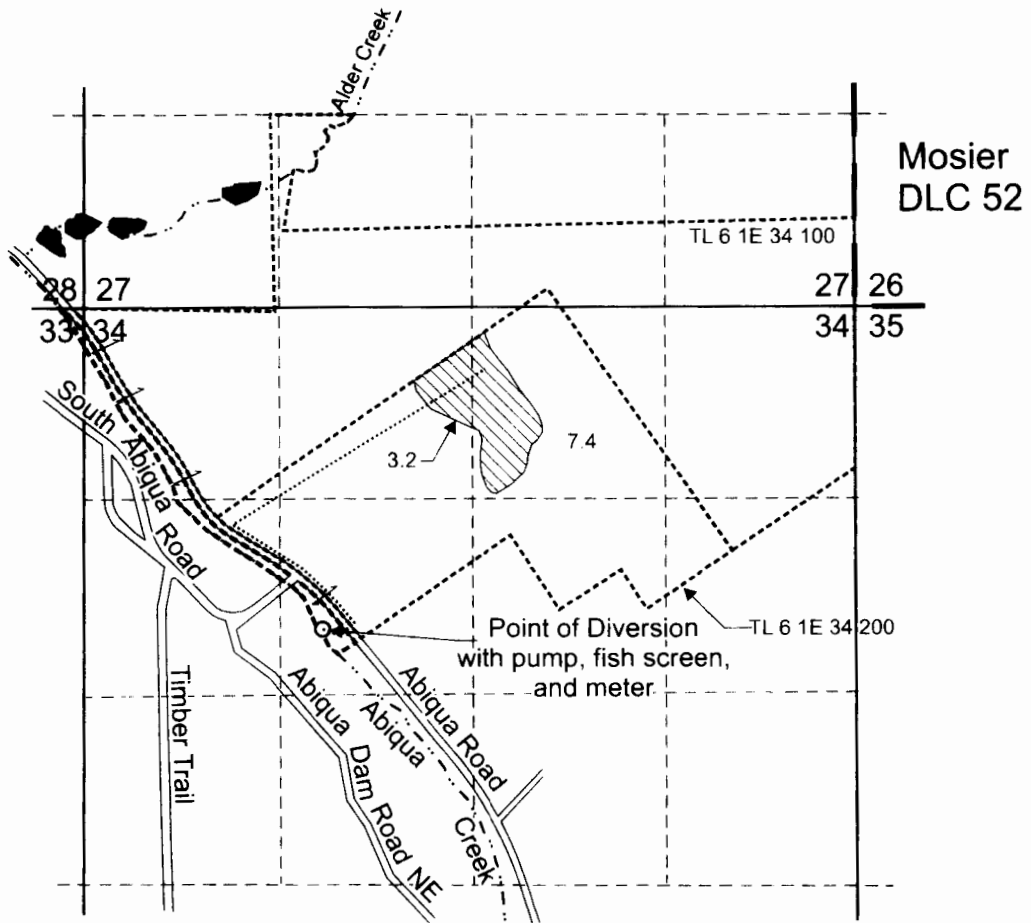 Alder Creek
Mosier
DLC 52
TL 6 1E 34 100
28 27
27 26
33 34
34 35
South Abiqua Road
3.2
7.4
Point of Diversion
with pump, fish screen,
and meter
TL 6 1E 34 200
Timber Trail
Abiqua Dam Road NE
Abiqua Creek
Abiqua Road